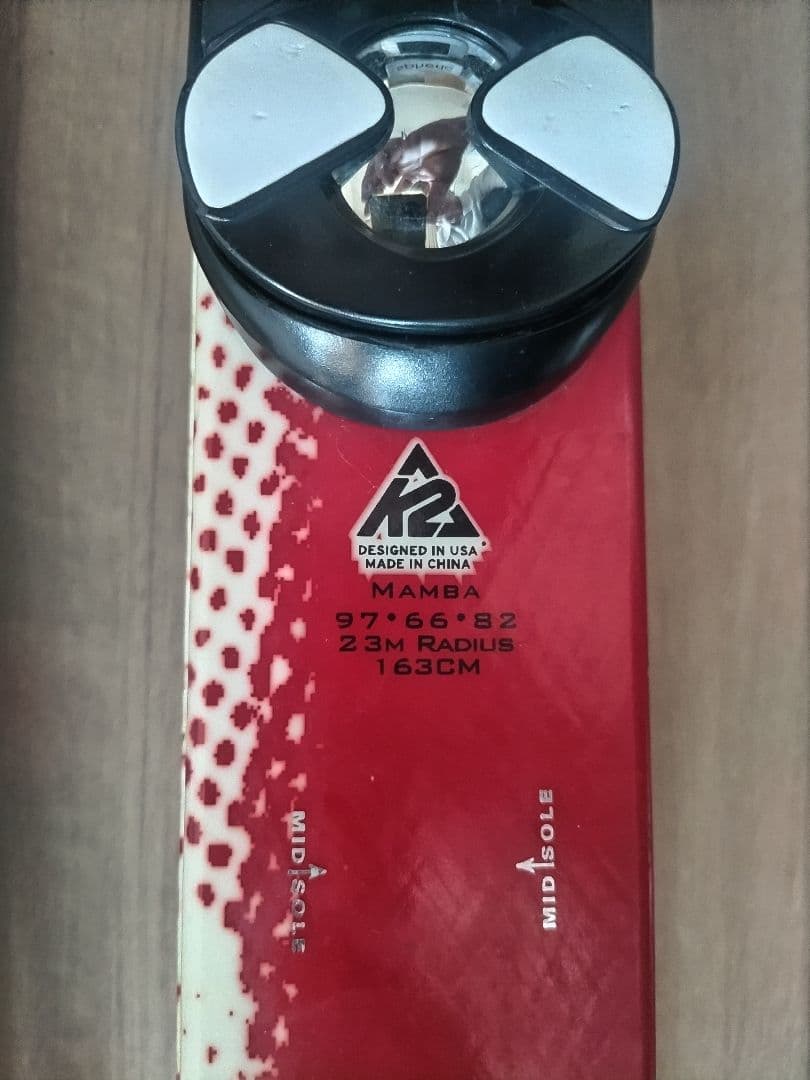 K2
DESIGNED IN USA
MADE IN CHINA
MAMBA
97•66•82
23M RADIUS
163CM
MID SOLE
MID SOLE